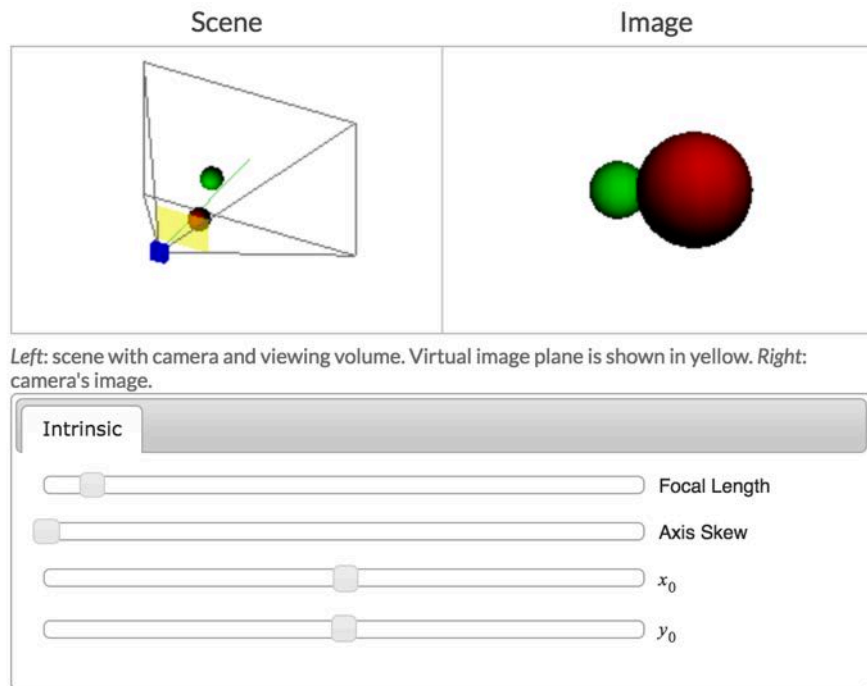 Scene
Image
Left: scene with camera and viewing volume. Virtual image plane is shown in yellow. Right:
camera's image.
Intrinsic
Focal Length
Axis Skew
x0
y0